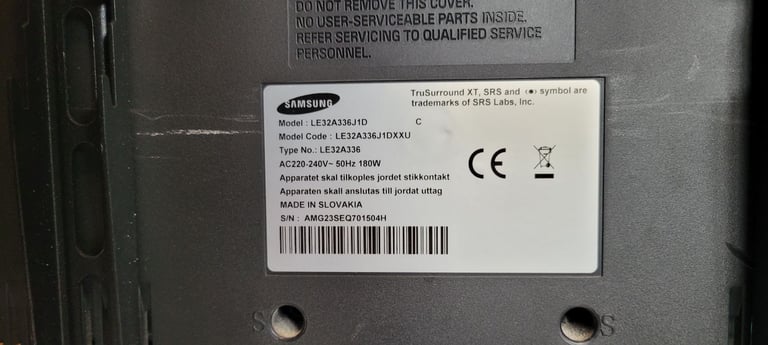 DO NOT REMOVE THIS COVER.
NO USER-SERVICEABLE PARTS INSIDE.
REFER SERVICING TO QUALIFIED SERVICE
PERSONNEL.
SAMSUNG
TruSurround XT, SRS and (●) symbol are
trademarks of SRS Labs, Inc.
Model : LE32A336J1D C
Model Code : LE32A336J1DXXU
Type No.: LE32A336
AC220-240V~ 50Hz 180W
Apparatet skal tilkoples jordet stikkontakt
Apparaten skall anslutas till jordat uttag
MADE IN SLOVAKIA
S/N : AMG23SEQ701504H
CE
S
S